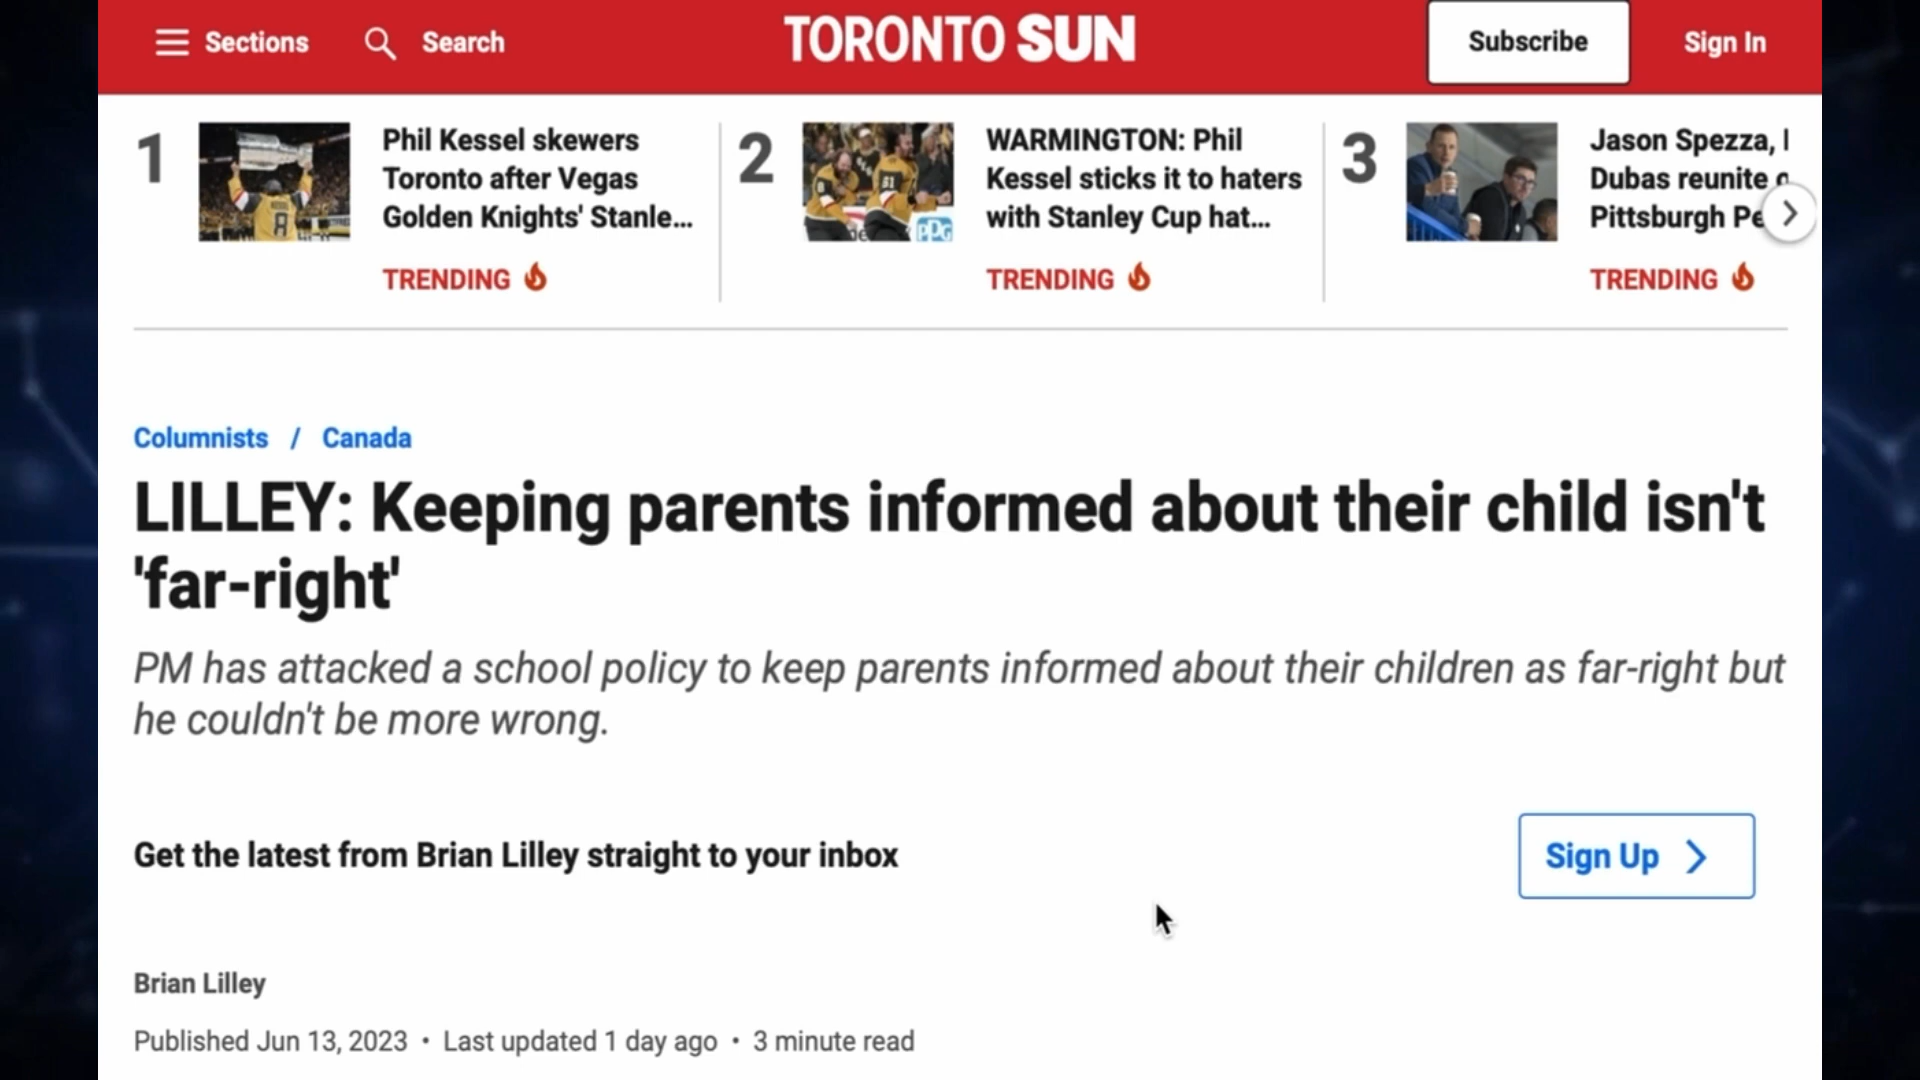 Sections
Search
TORONTO SUN
Subscribe
Sign In
1
Phil Kessel skewers
Toronto after Vegas
Golden Knights' Stanle...
TRENDING
2
WARMINGTON: Phil
Kessel sticks it to haters
with Stanley Cup hat...
TRENDING
3
Jason Spezza,
Dubas reunite
Pittsburgh
TRENDING
8
81
PPG
Columnists / Canada
LILLEY: Keeping parents informed about their child isn't
'far-right'
PM has attacked a school policy to keep parents informed about their children as far-right but
he couldn't be more wrong.
Get the latest from Brian Lilley straight to your inbox
Sign Up
Brian Lilley
Published Jun 13, 2023 • Last updated 1 day ago • 3 minute read